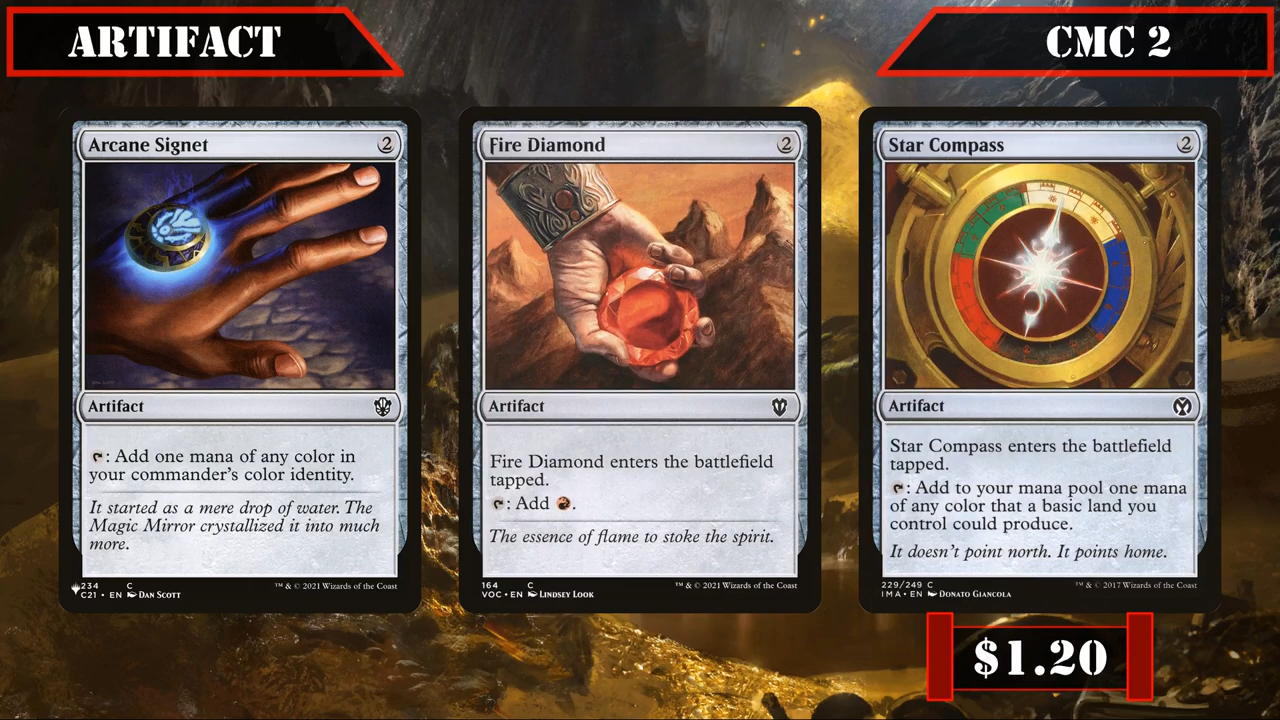 ARTIFACT
CMC 2
Arcane Signet 2
Artifact
: Add one mana of any color in
your commander's color identity.
It started as a mere drop of water. The
Magic Mirror crystallized it into much
more.
234 C
C21 • EN DAN SCOTT
™ & © 2021 Wizards of the Coast
Fire Diamond 2
Artifact
Fire Diamond enters the battlefield
tapped.
: Add .
The essence of flame to stoke the spirit.
164 C
VOC • EN LINDSEY LOOK
™ & © 2021 Wizards of the Coast
Star Compass 2
Artifact
Star Compass enters the battlefield
tapped.
: Add to your mana pool one mana
of any color that a basic land you
control could produce.
It doesn't point north. It points home.
229/249 C
IMA • EN DONATO GIANCOLA
™ & © 2017 Wizards of the Coast
$1.20